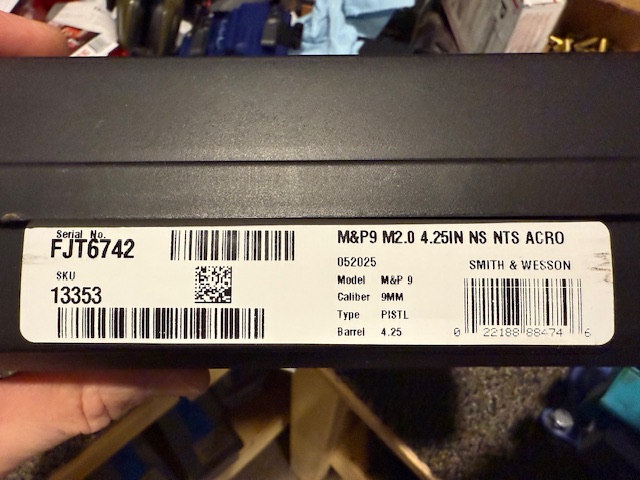 Serial No.
FJT6742
SKU
13353
M&P9 M2.0 4.25IN NS NTS ACRO
052025
SMITH & WESSON
Model M&P 9
Caliber 9MM
Type PISTL
Barrel 4.25
0 22188 88474 6